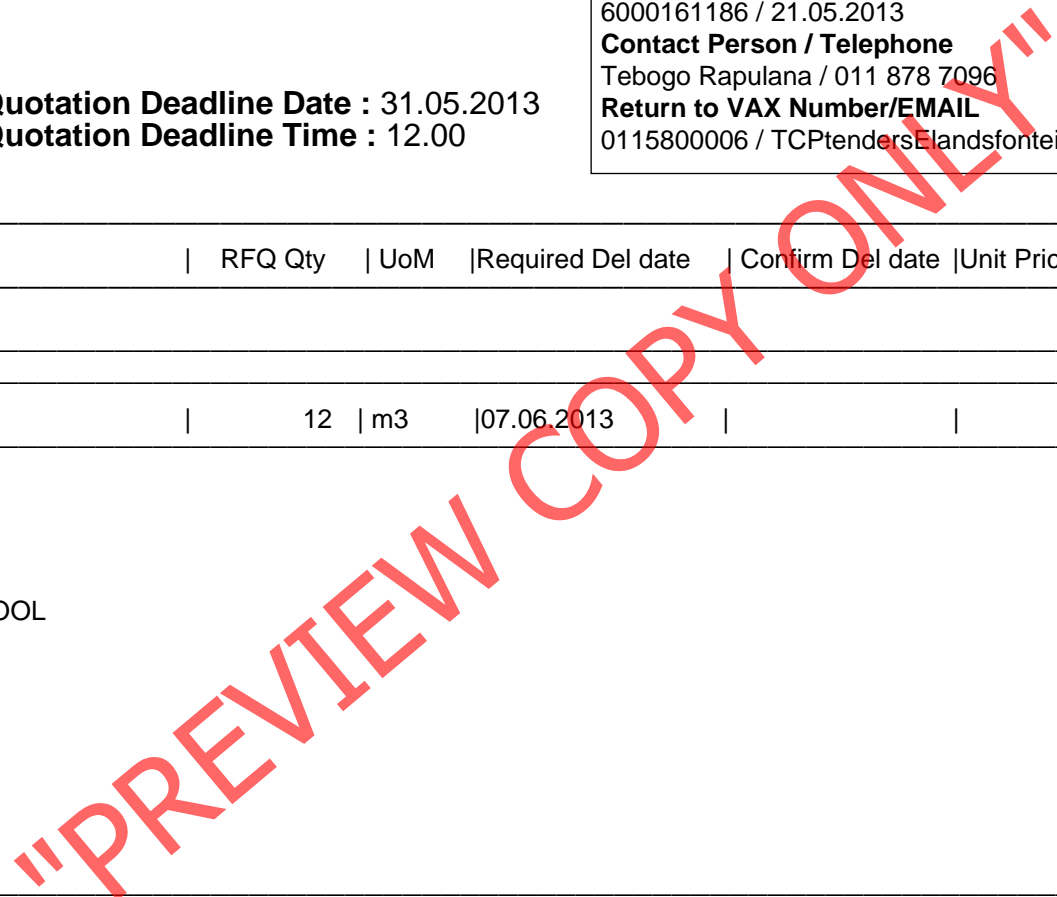 6000161186 / 21.05.2013
Contact Person / Telephone
Tebogo Rapulana / 011 878 7096
Quotation Deadline Date : 31.05.2013
Return to VAX Number/EMAIL
Quotation Deadline Time : 12.00
0115800006 / TCPtendersElandsfontei
| RFQ Qty | UoM |Required Del date | Confirm Del date |Unit Pric
| 12 | m3 |07.06.2013 | |
OOL
"PREVIEW COPY ONLY"